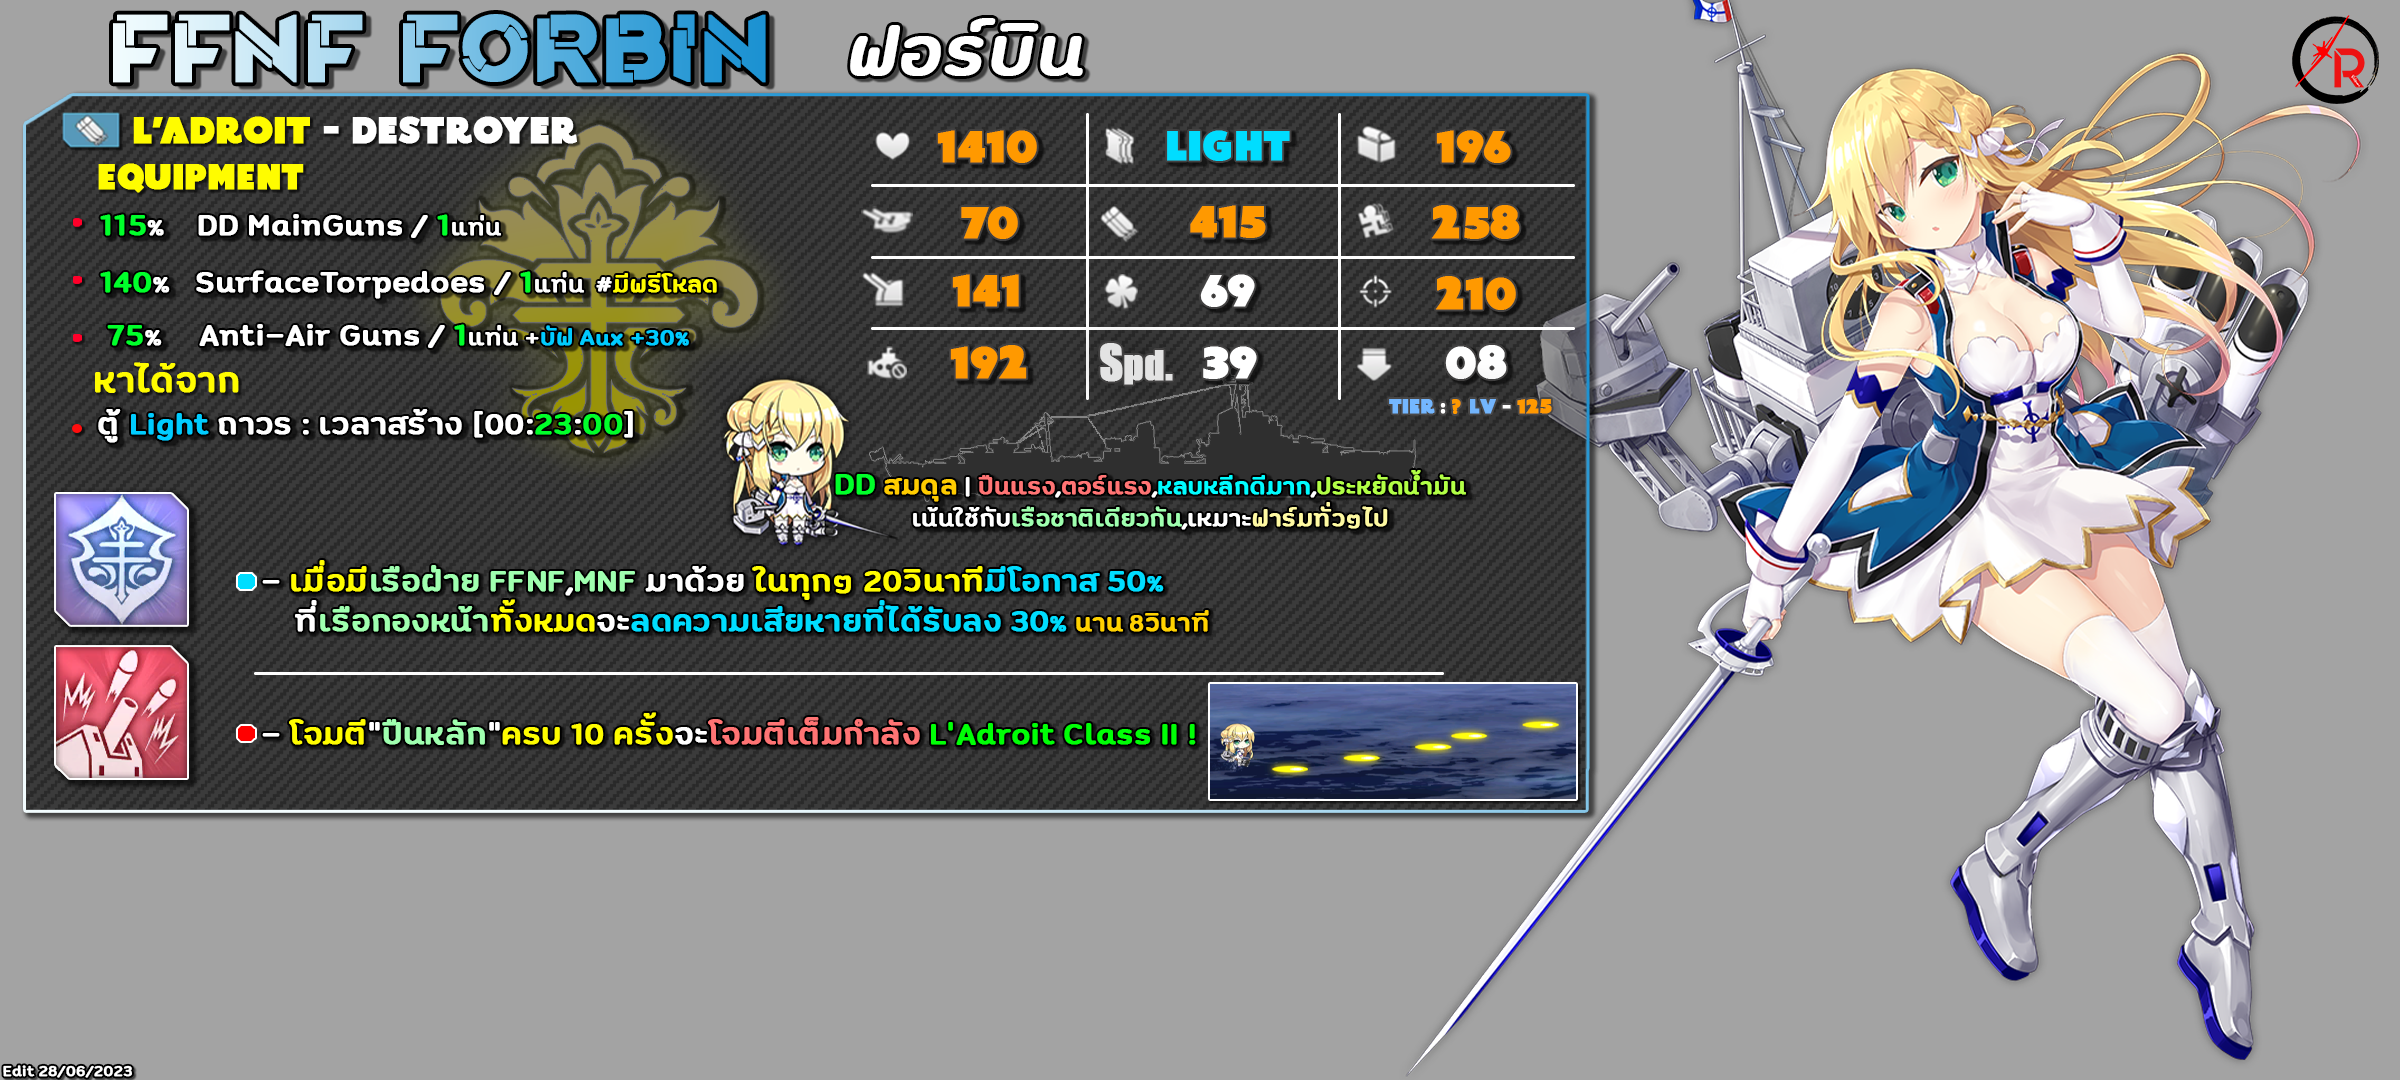 FFNF FORBIN ฟอร์บิน
L'ADROIT - DESTROYER
EQUIPMENT
115% DD MainGuns / 1แท่น
140% SurfaceTorpedoes / 1แท่น #มีพรีโหลด
75% Anti-Air Guns / 1แท่น +บัฟ Aux +30%
หาได้จาก
ตู้ Light ถาวร : เวลาสร้าง [00:23:00]
1410 LIGHT 196
70 415 258
141 69 210
192 Spd. 39 08
TIER : ? LV - 125
DD สมดุล | ปืนแรง,ตอร์แรง,หลบหลีกดีมาก,ประหยัดน้ำมัน
เน้นใช้กับเรือชาติเดียวกัน,เหมาะฟาร์มทั่วๆไป
- เมื่อมีเรือฝ่าย FFNF,MNF มาด้วย ในทุกๆ 20วินาทีมีโอกาส 50%
ที่เรือกองหน้าทั้งหมดจะลดความเสียหายที่ได้รับลง 30% นาน 8วินาที
- โจมตี"ปืนหลัก"ครบ 10 ครั้งจะโจมตีเต็มกำลัง L'Adroit Class II !
R
Edit 28/06/2023